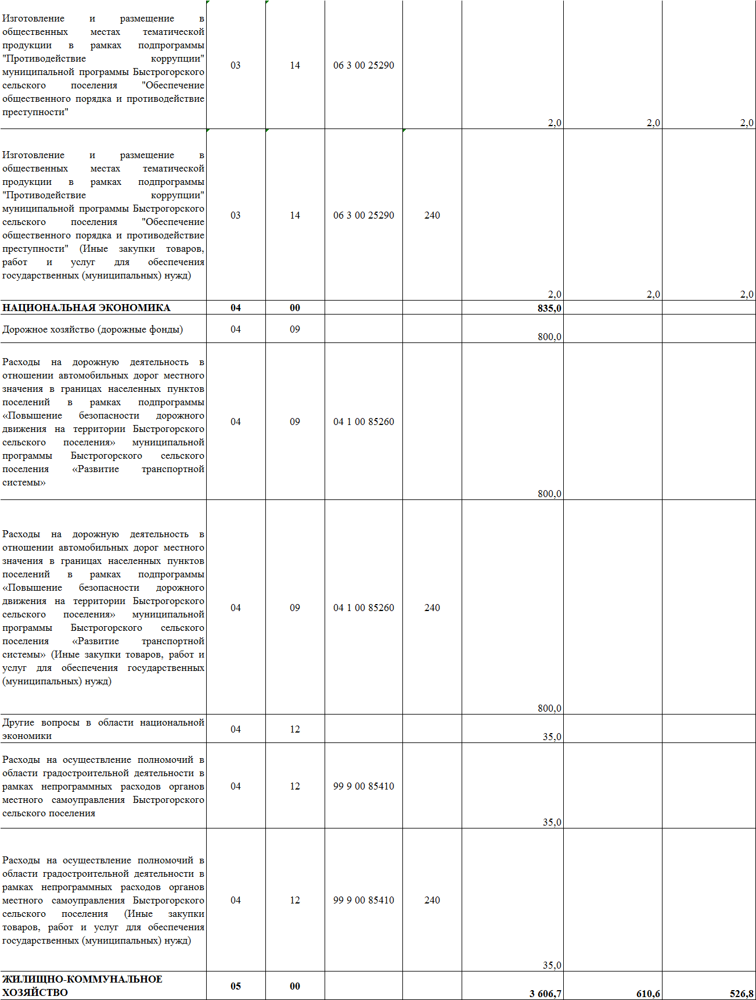 Изготовление и размещение в
общественных местах тематической
продукции в рамках подпрограммы
"Противодействие коррупции"
муниципальной программы Быстрогорского
сельского поселения "Обеспечение
общественного порядка и противодействие
преступности"
03 14 06 3 00 25290
2,0 2,0 2,0
Изготовление и размещение в
общественных местах тематической
продукции в рамках подпрограммы
"Противодействие коррупции"
муниципальной программы Быстрогорского
сельского поселения "Обеспечение
общественного порядка и противодействие
преступности" (Иные закупки товаров,
работ и услуг для обеспечения
государственных (муниципальных) нужд)
03 14 06 3 00 25290 240
2,0 2,0 2,0
НАЦИОНАЛЬНАЯ ЭКОНОМИКА 04 00 835,0
Дорожное хозяйство (дорожные фонды) 04 09
800,0
Расходы на дорожную деятельность в
отношении автомобильных дорог местного
значения в границах населенных пунктов
поселений в рамках подпрограммы
«Повышение безопасности дорожного
движения на территории Быстрогорского
сельского поселения» муниципальной
программы Быстрогорского сельского
поселения «Развитие транспортной
системы»
04 09 04 1 00 85260
800,0
Расходы на дорожную деятельность в
отношении автомобильных дорог местного
значения в границах населенных пунктов
поселений в рамках подпрограммы
«Повышение безопасности дорожного
движения на территории Быстрогорского
сельского поселения» муниципальной
программы Быстрогорского сельского
поселения «Развитие транспортной
системы» (Иные закупки товаров, работ и
услуг для обеспечения государственных
(муниципальных) нужд)
04 09 04 1 00 85260 240
800,0
Другие вопросы в области национальной
экономики
04 12
35,0
Расходы на осуществление полномочий в
области градостроительной деятельности в
рамках непрограммных расходов органов
местного самоуправления Быстрогорского
сельского поселения
04 12 99 9 00 85410
35,0
Расходы на осуществление полномочий в
области градостроительной деятельности в
рамках непрограммных расходов органов
местного самоуправления Быстрогорского
сельского поселения (Иные закупки
товаров, работ и услуг для обеспечения
государственных (муниципальных) нужд)
04 12 99 9 00 85410 240
35,0
ЖИЛИЩНО-КОММУНАЛЬНОЕ
ХОЗЯЙСТВО
05 00
3 606,7 610,6 526,8